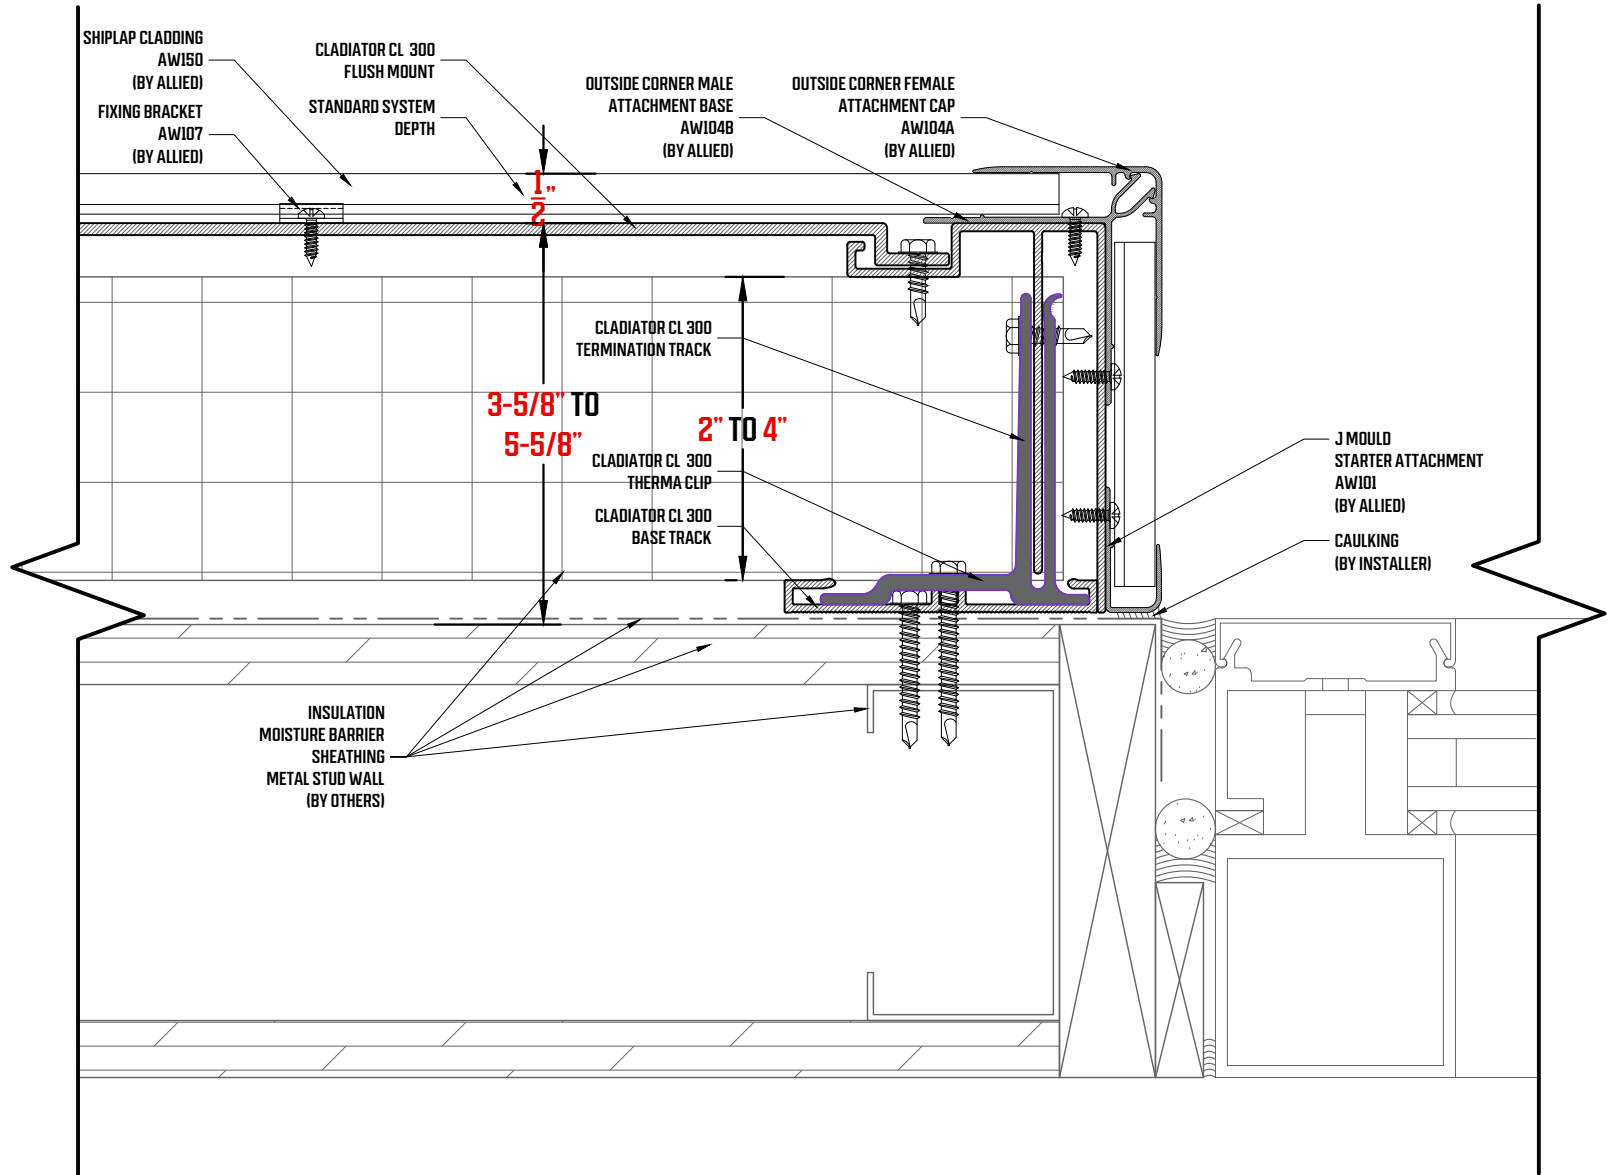 SHIPLAP CLADDING
AW150
(BY ALLIED)
FIXING BRACKET
AW107
(BY ALLIED)
CLADIATOR CL 300
FLUSH MOUNT
STANDARD SYSTEM
DEPTH
OUTSIDE CORNER MALE
ATTACHMENT BASE
AW104B
(BY ALLIED)
OUTSIDE CORNER FEMALE
ATTACHMENT CAP
AW104A
(BY ALLIED)
1/2"
CLADIATOR CL 300
TERMINATION TRACK
3-5/8" TO
5-5/8"
2" TO 4"
CLADIATOR CL 300
THERMA CLIP
CLADIATOR CL 300
BASE TRACK
J MOULD
STARTER ATTACHMENT
AW101
(BY ALLIED)
CAULKING
(BY INSTALLER)
INSULATION
MOISTURE BARRIER
SHEATHING
METAL STUD WALL
(BY OTHERS)